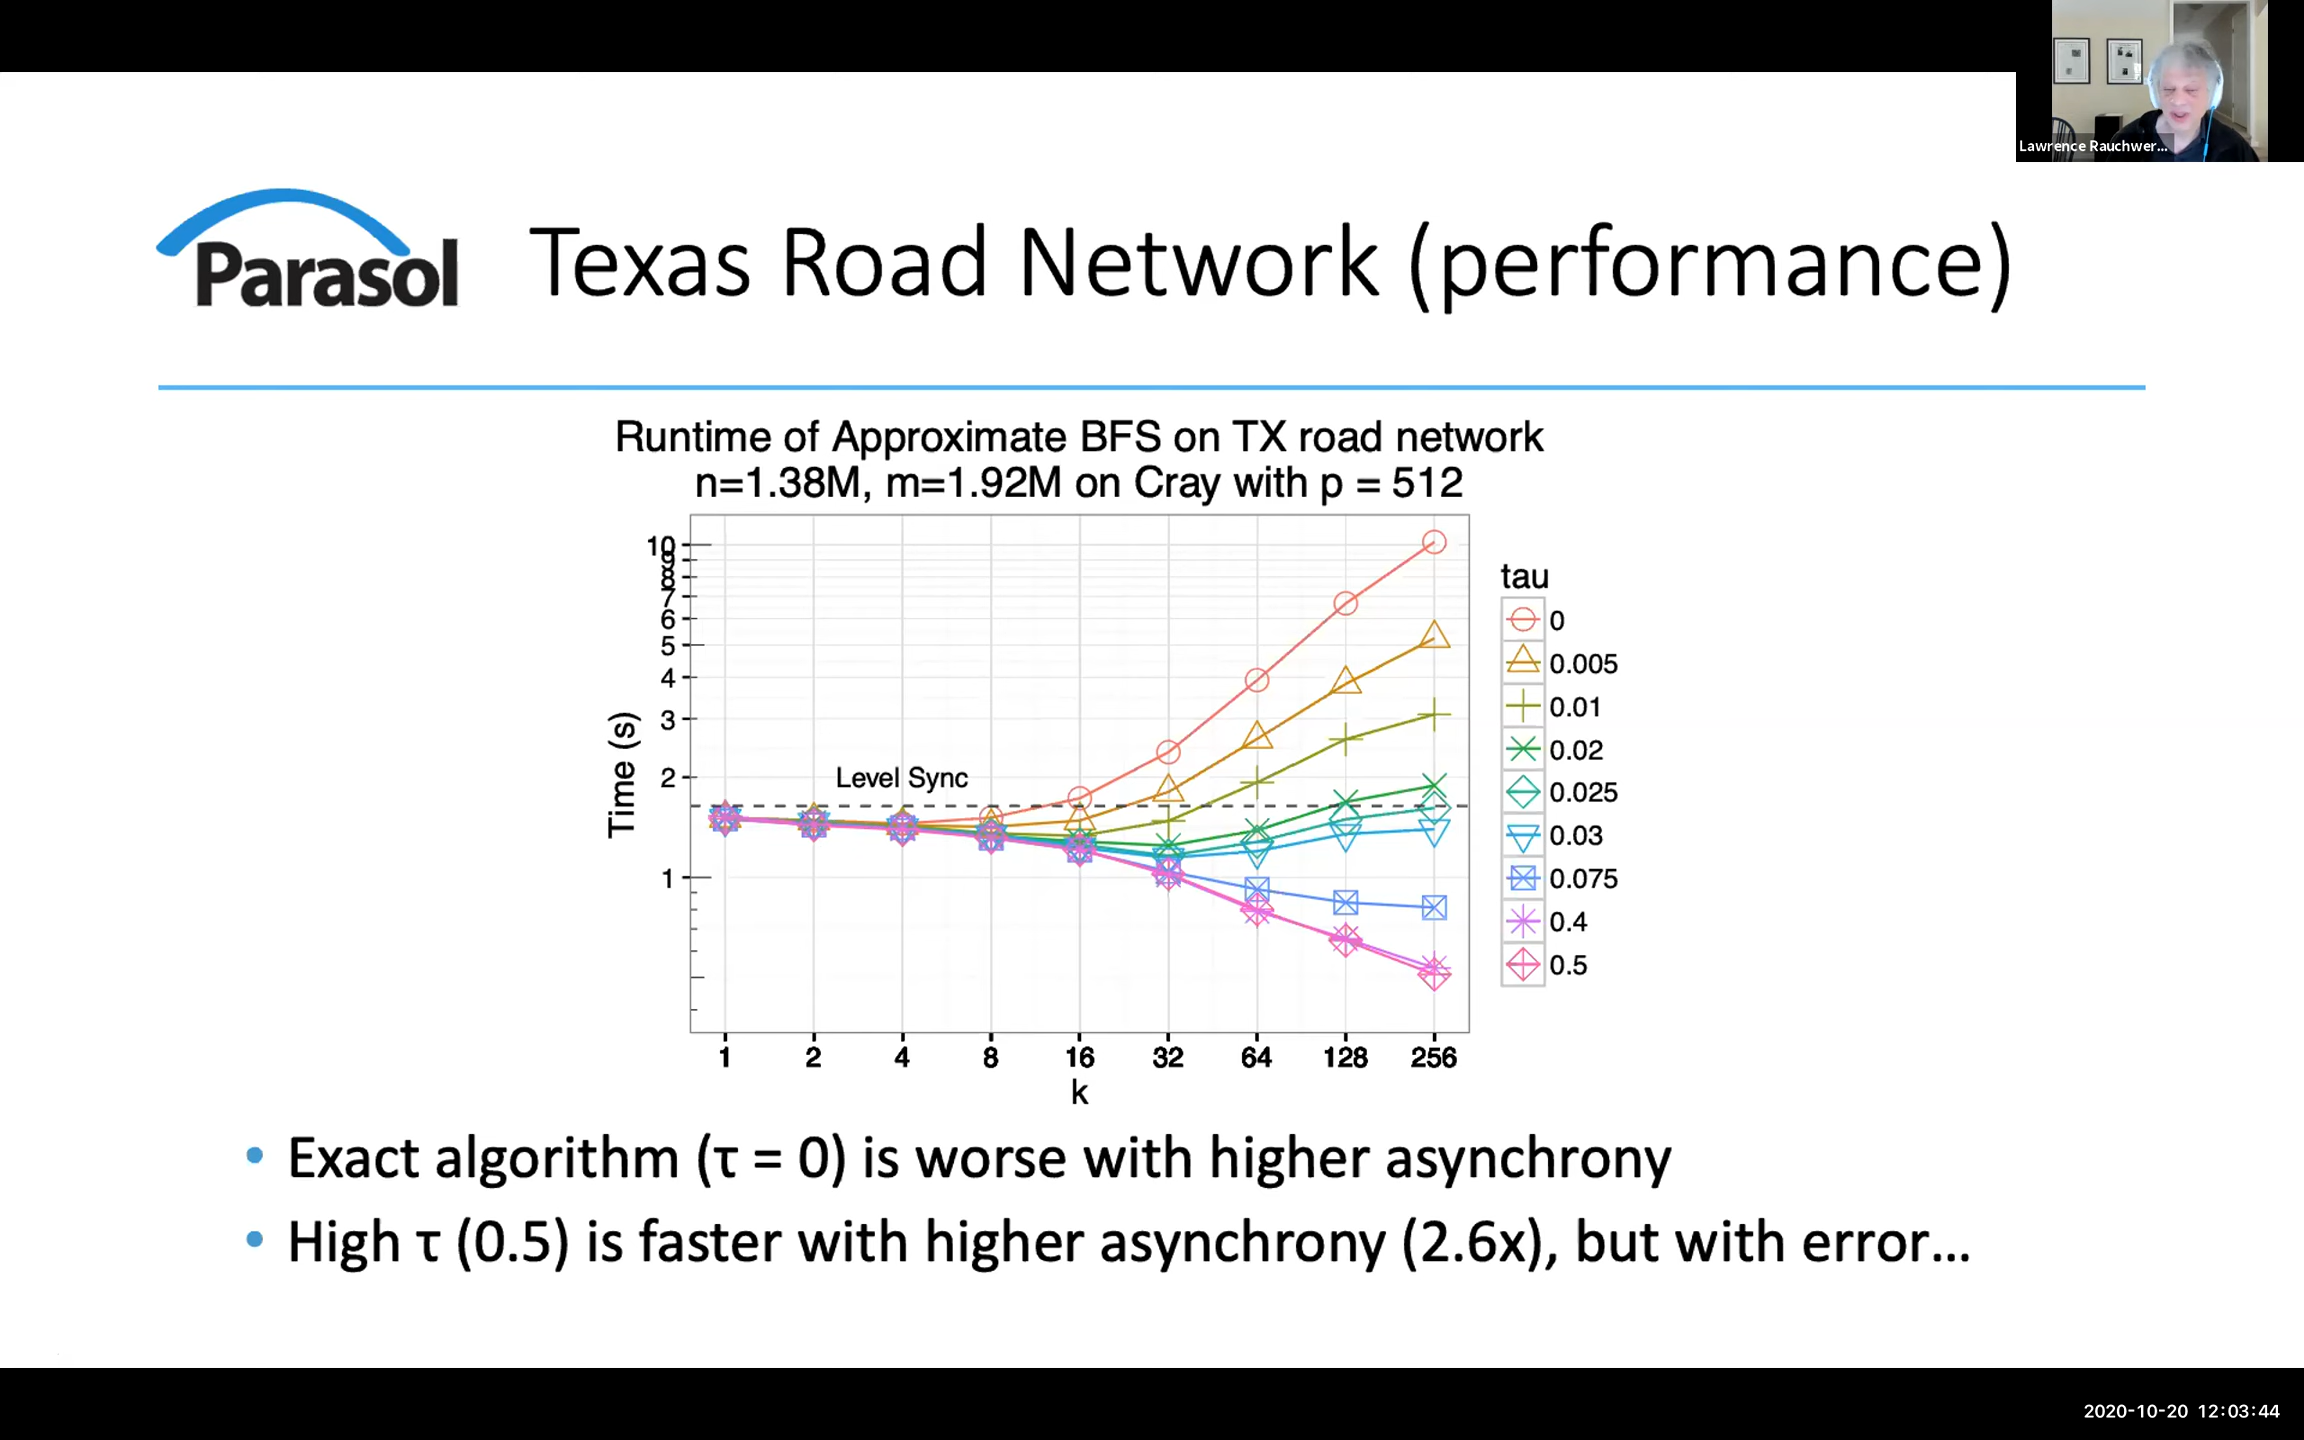 Lawrence Rauchwer...
Parasol
Texas Road Network (performance)
Runtime of Approximate BFS on TX road network
n=1.38M, m=1.92M on Cray with p = 512
10
9
8
7
6
5
4
3
2
1
Time (s)
Level Sync
1 2 4 8 16 32 64 128 256
k
tau
0
0.005
0.01
0.02
0.025
0.03
0.075
0.4
0.5
• Exact algorithm (τ = 0) is worse with higher asynchrony
• High τ (0.5) is faster with higher asynchrony (2.6x), but with error...
2020-10-20 12:03:44